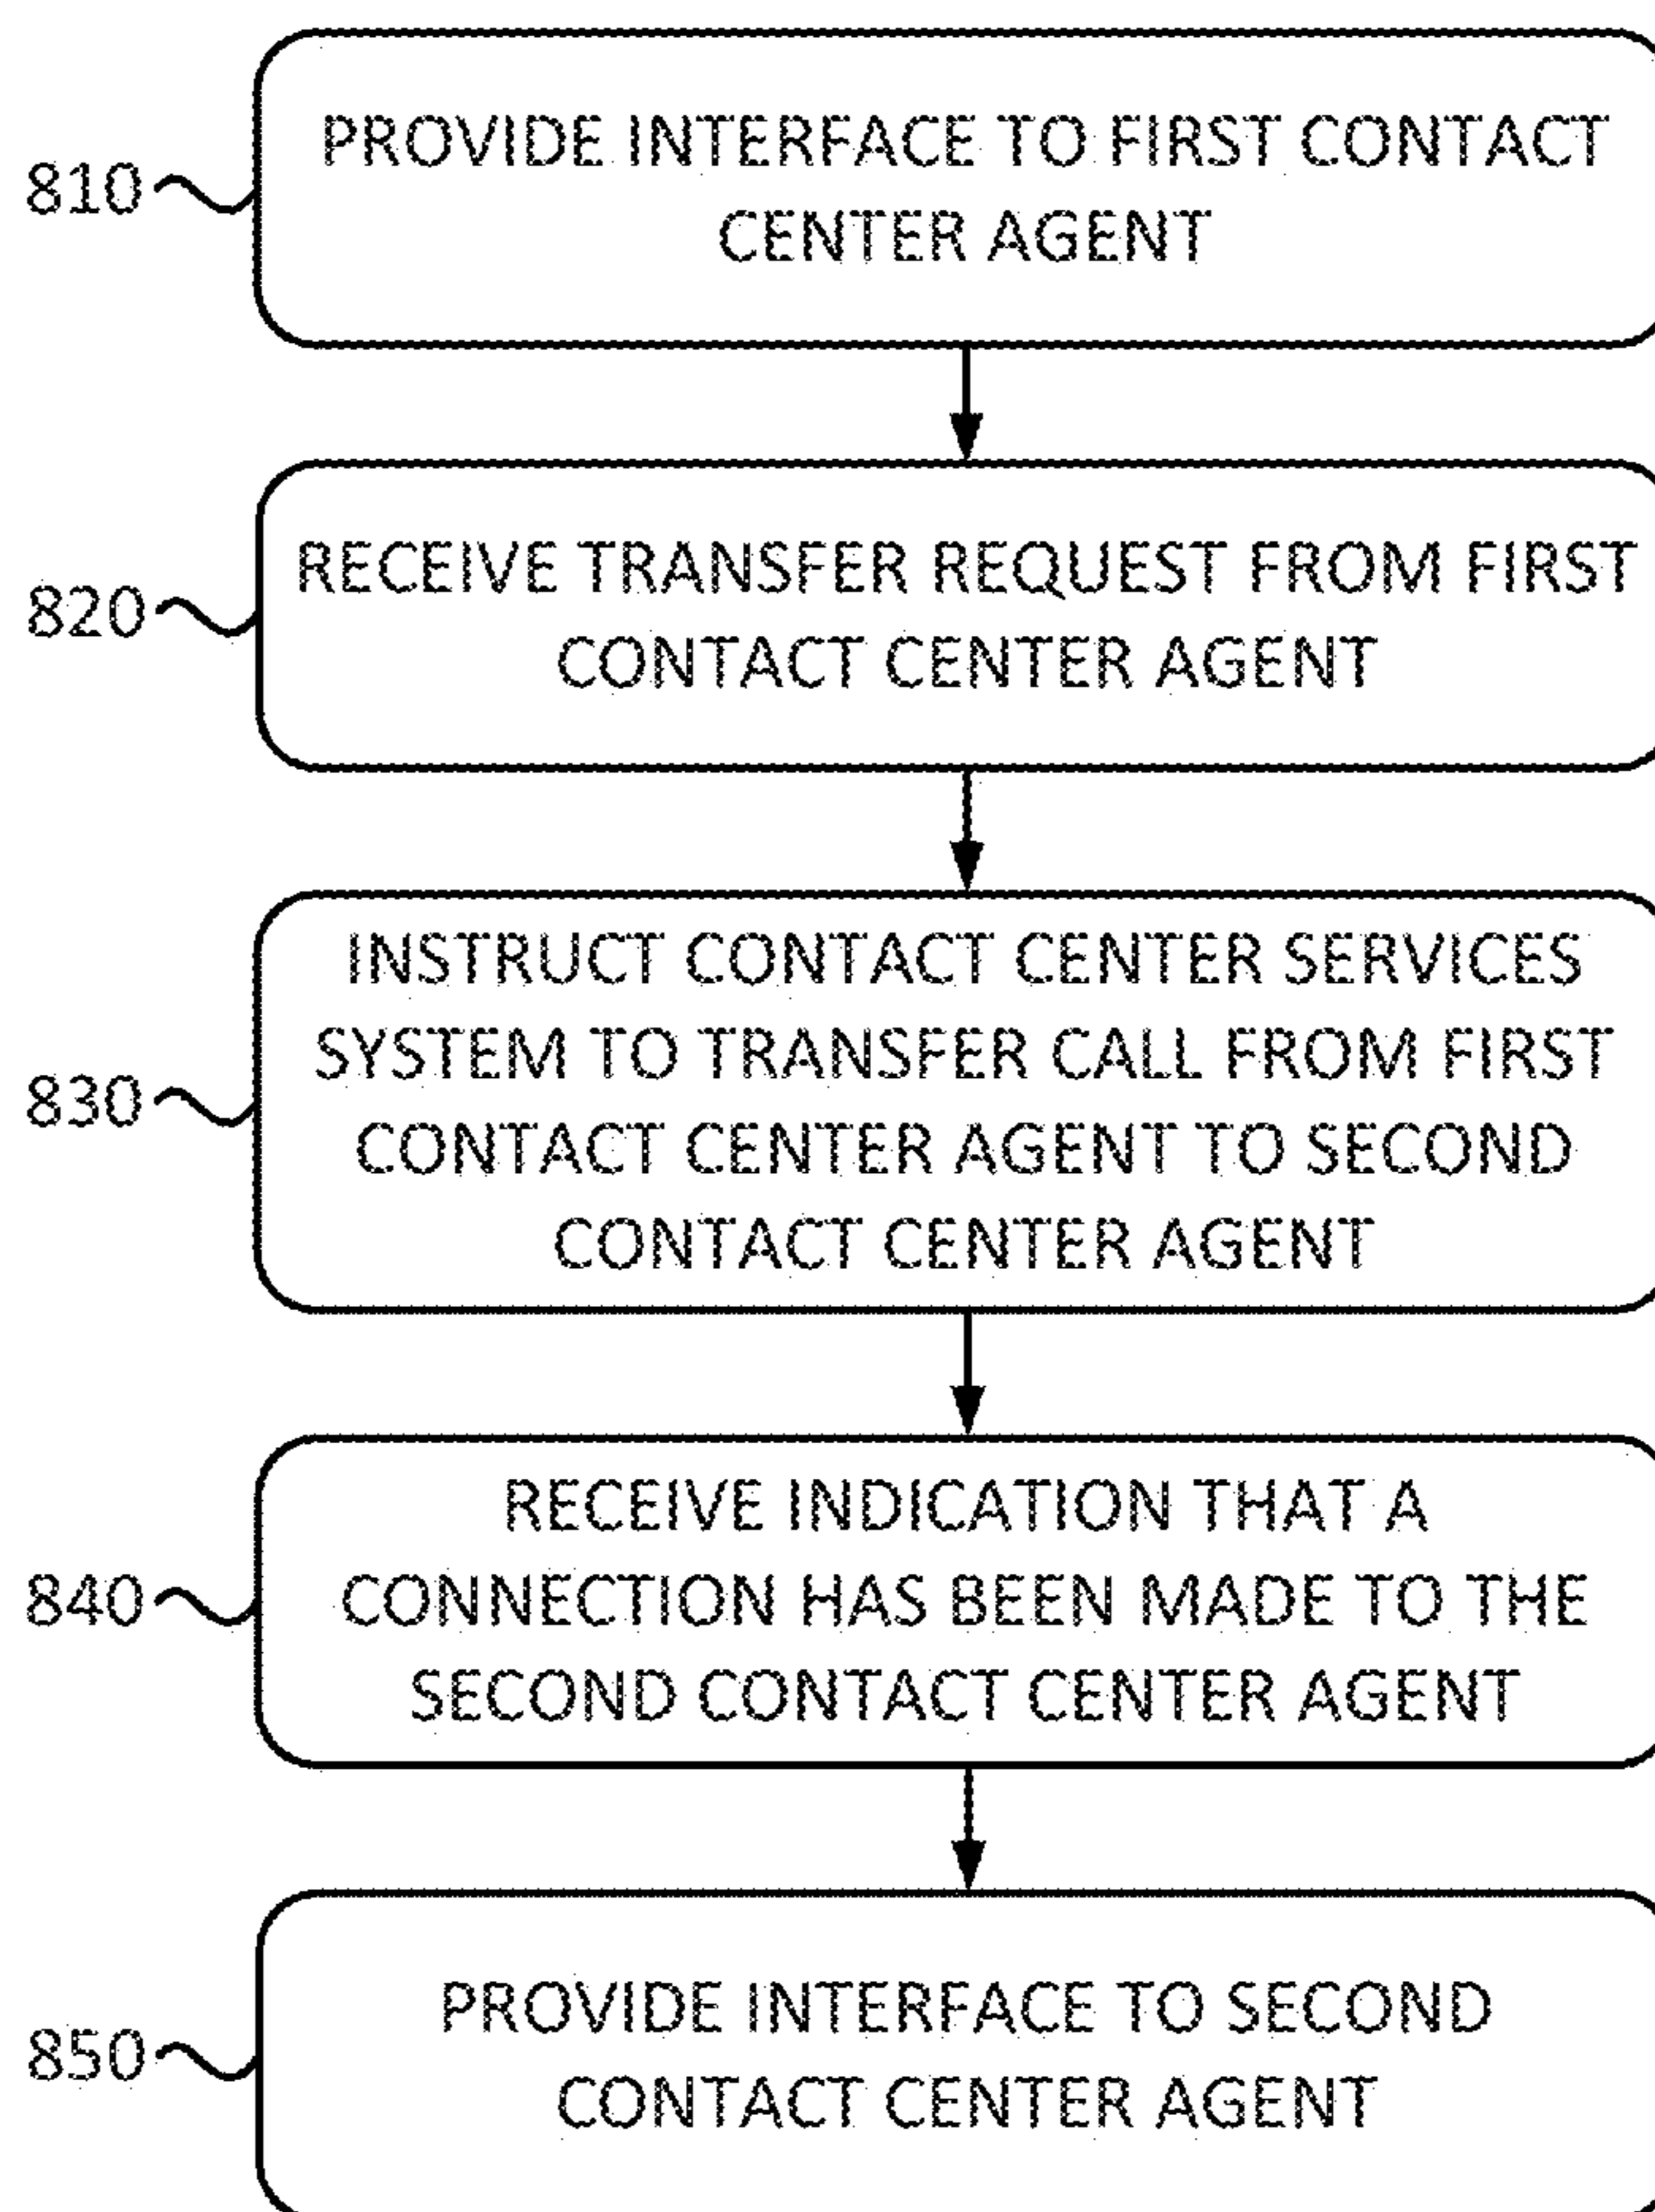 PROVIDE INTERFACE TO FIRST CONTACT
CENTER AGENT
810
RECEIVE TRANSFER REQUEST FROM FIRST
CONTACT CENTER AGENT
820
INSTRUCT CONTACT CENTER SERVICES
SYSTEM TO TRANSFER CALL FROM FIRST
CONTACT CENTER AGENT TO SECOND
CONTACT CENTER AGENT
830
RECEIVE INDICATION THAT A
CONNECTION HAS BEEN MADE TO THE
SECOND CONTACT CENTER AGENT
840
PROVIDE INTERFACE TO SECOND
CONTACT CENTER AGENT
850